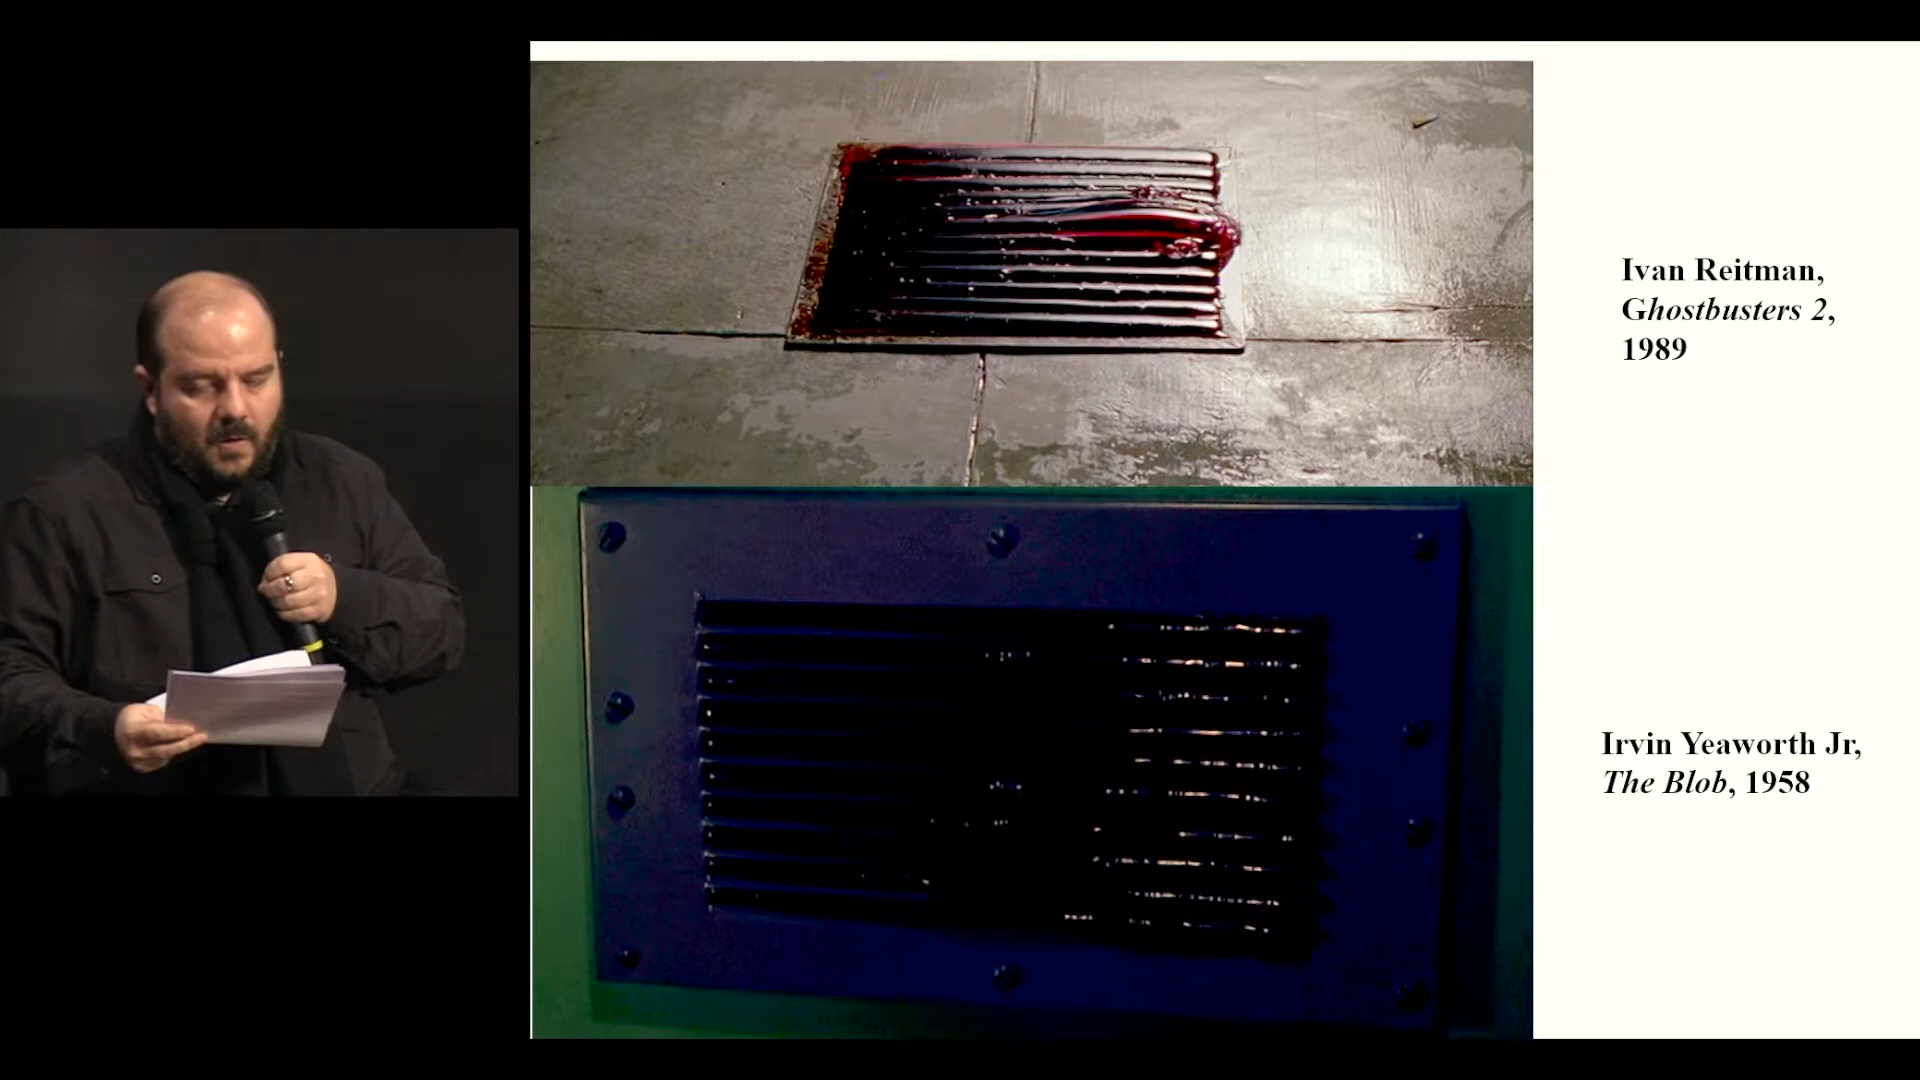 Ivan Reitman,
Ghostbusters 2,
1989
Irvin Yeaworth Jr,
The Blob, 1958